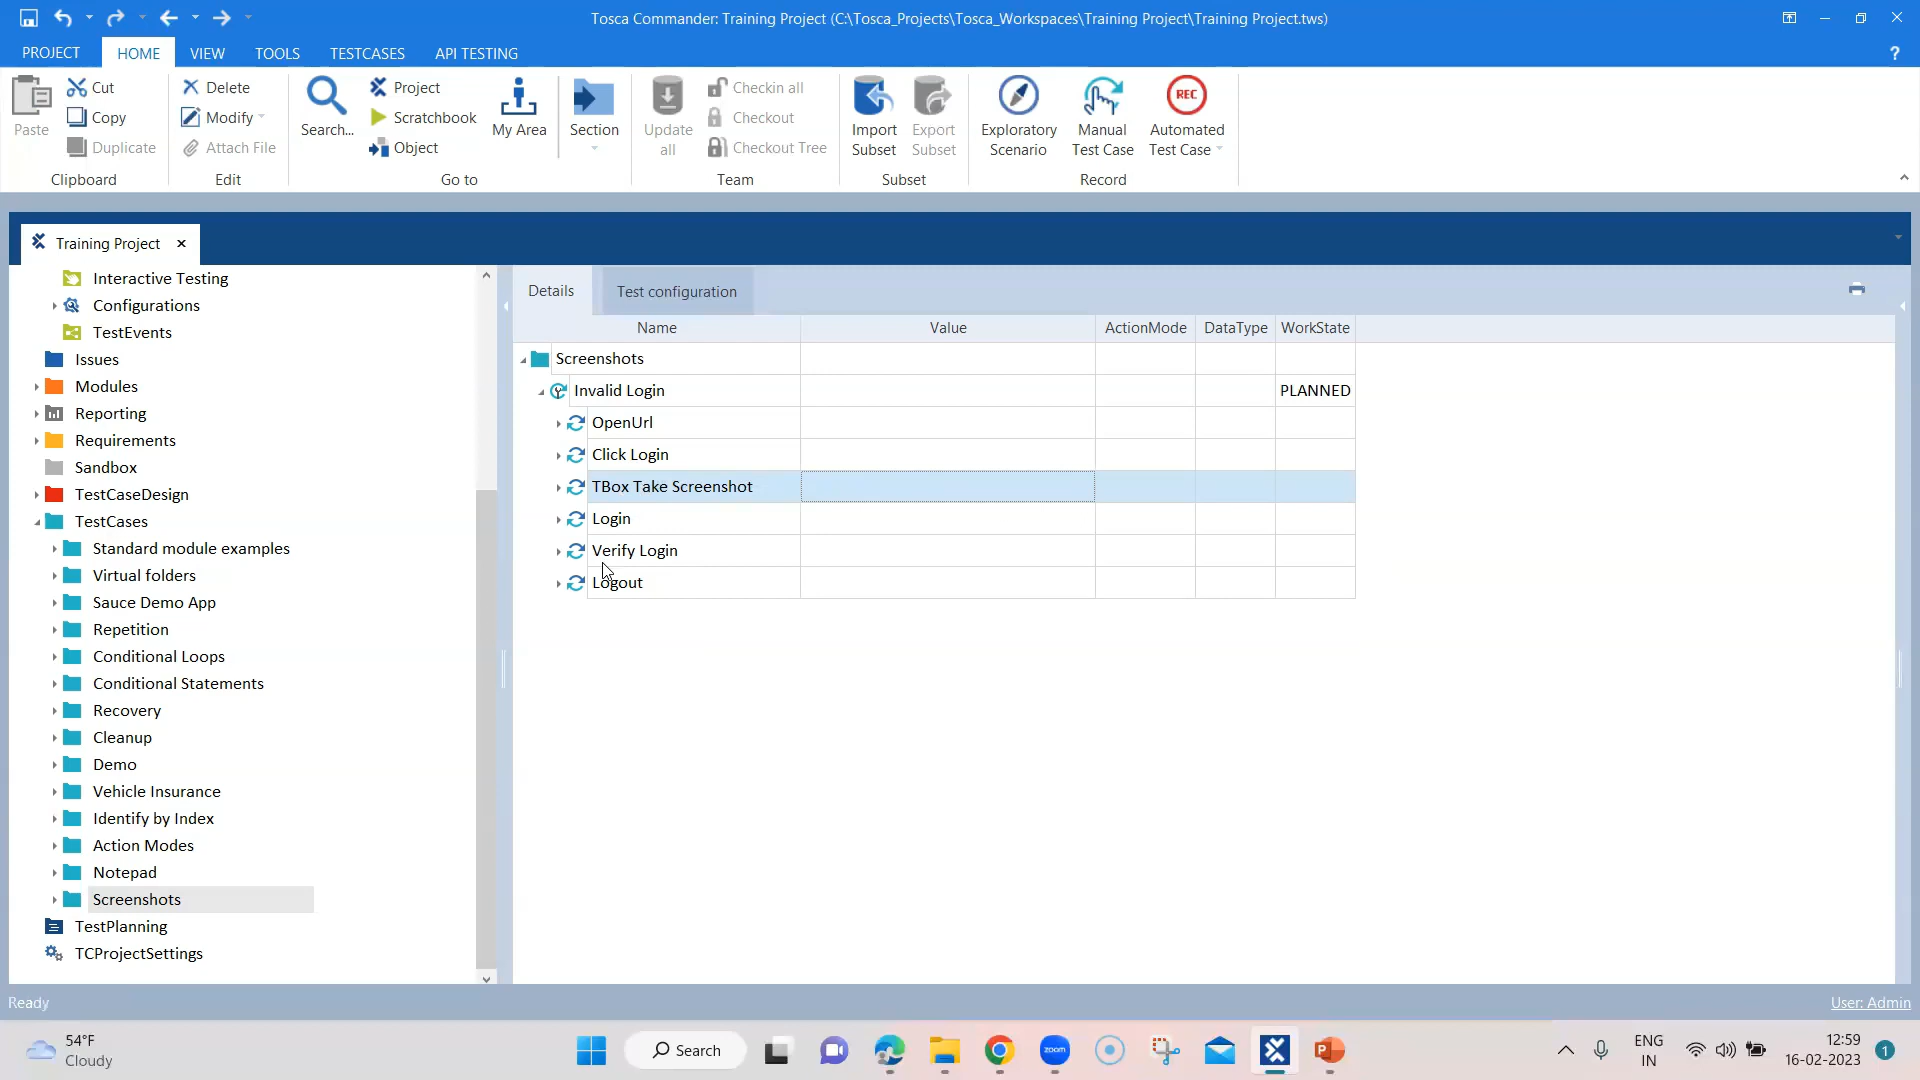 Tosca Commander: Training Project (C:\Tosca_Projects\Tosca_Workspaces\Training Project\Training Project.tws)
PROJECT HOME VIEW TOOLS TESTCASES API TESTING ?
Paste
Cut
Copy
Duplicate
Clipboard
Delete
Modify
Attach File
Edit
Search...
Project
Scratchbook
Object
My Area
Go to
Section
Update all
Checkin all
Checkout
Checkout Tree
Team
Import Subset
Export Subset
Subset
Exploratory Scenario
Manual Test Case
REC
Automated Test Case
Record
Training Project
Interactive Testing
Configurations
TestEvents
Issues
Modules
Reporting
Requirements
Sandbox
TestCaseDesign
TestCases
Standard module examples
Virtual folders
Sauce Demo App
Repetition
Conditional Loops
Conditional Statements
Recovery
Cleanup
Demo
Vehicle Insurance
Identify by Index
Action Modes
Notepad
Screenshots
TestPlanning
TCProjectSettings
Details Test configuration
Name Value ActionMode DataType WorkState
Screenshots
Invalid Login PLANNED
OpenUrl
Click Login
TBox Take Screenshot
Login
Verify Login
Logout
Ready User: Admin
54°F
Cloudy
Search
zoom
ENG
IN
12:59
16-02-2023
1